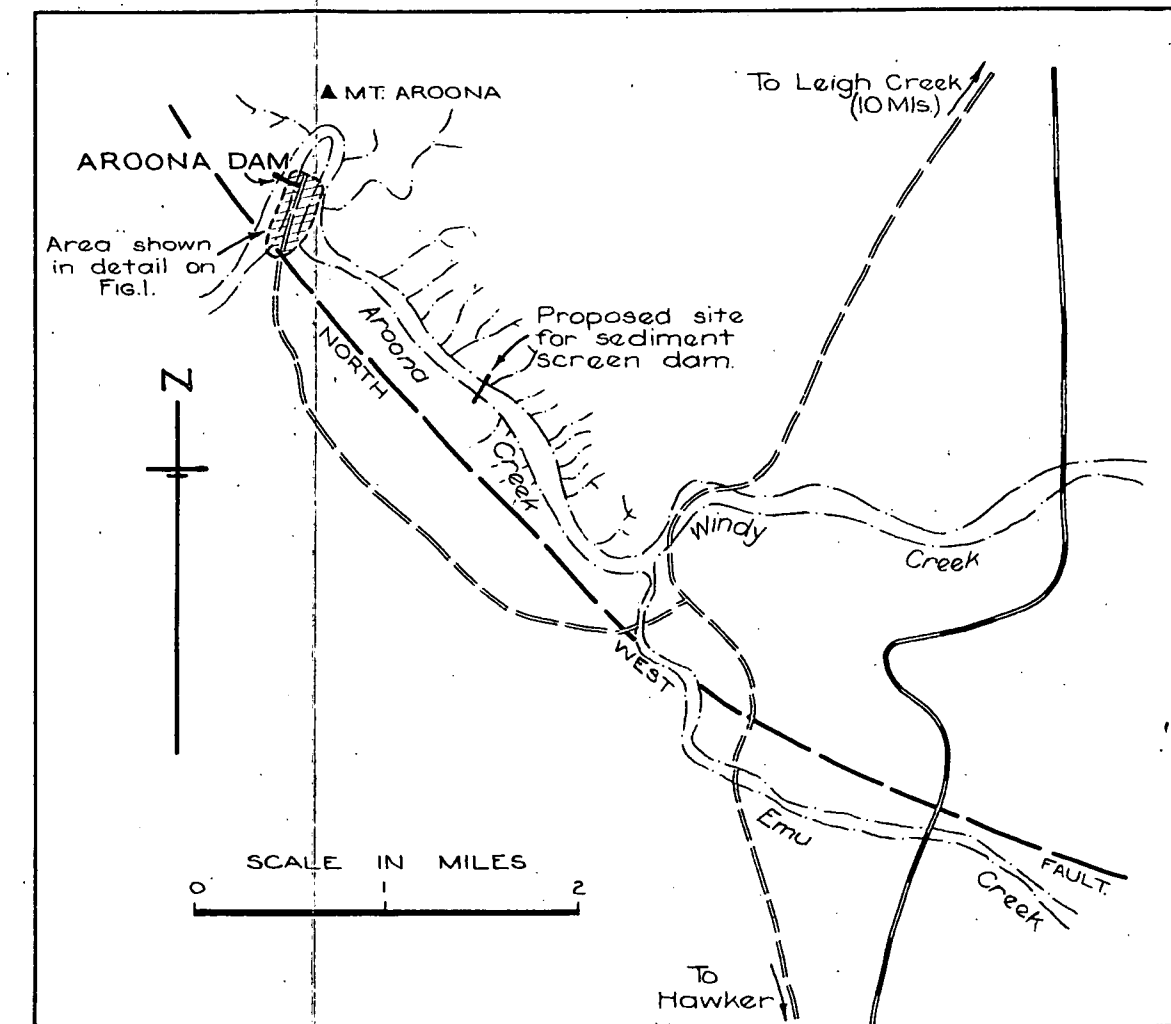 MT. AROONA
To Leigh Creek
(10 Mls.)
AROONA DAM
Area shown
in detail on
FIG.1.
Aroona
Creek
Proposed site
for sediment
screen dam.
N
NORTH
WEST
FAULT.
Windy
Creek
Emu
Creek
SCALE IN MILES
0 1 2
To
Hawker